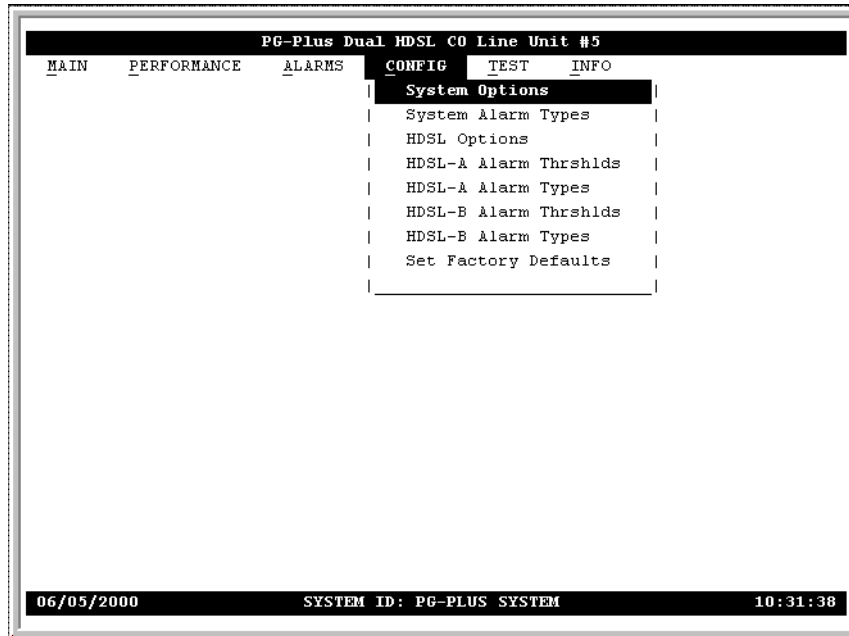 PG-Plus Dual HDSL CO Line Unit #5
MAIN PERFORMANCE ALARMS CONFIG TEST INFO
System Options
System Alarm Types
HDSL Options
HDSL-A Alarm Thrshlds
HDSL-A Alarm Types
HDSL-B Alarm Thrshlds
HDSL-B Alarm Types
Set Factory Defaults
06/05/2000 SYSTEM ID: PG-PLUS SYSTEM 10:31:38